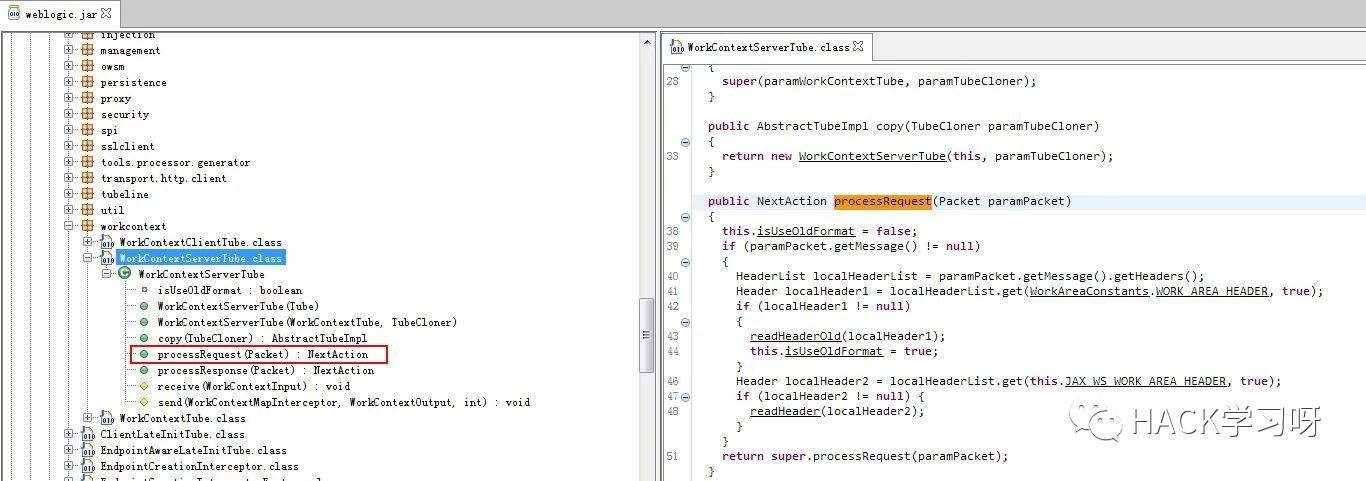 weblogic.jar
injection
management
owsm
persistence
proxy
security
spi
sslclient
tools.processor.generator
transport.http.client
tubeline
util
workcontext
WorkContextClientTube.class
WorkContextServerTube.class
WorkContextServerTube
isUseOldFormat : boolean
WorkContextServerTube(Tube)
WorkContextServerTube(WorkContextTube, TubeCloner)
copy(TubeCloner) : AbstractTubeImpl
processRequest(Packet) : NextAction
processResponse(Packet) : NextAction
receive(WorkContextInput) : void
send(WorkContextMapInterceptor, WorkContextOutput, int) : void
WorkContextTube.class
ClientLateInitTube.class
EndpointAwareLateInitTube.class
EndpointCreationInterceptor.class
WorkContextServerTube.class
{
28 super(paramWorkContextTube, paramTubeCloner);
}
public AbstractTubeImpl copy(TubeCloner paramTubeCloner)
{
33 return new WorkContextServerTube(this, paramTubeCloner);
}
public NextAction processRequest(Packet paramPacket)
{
38 this.isUseOldFormat = false;
39 if (paramPacket.getMessage() != null)
{
40 HeaderList localHeaderList = paramPacket.getMessage().getHeaders();
41 Header localHeader1 = localHeaderList.get(WorkAreaConstants.WORK_AREA_HEADER, true);
42 if (localHeader1 != null)
{
43 readHeaderOld(localHeader1);
44 this.isUseOldFormat = true;
}
46 Header localHeader2 = localHeaderList.get(this.JAX_WS_WORK_AREA_HEADER, true);
47 if (localHeader2 != null) {
48 readHeader(localHeader2);
}
}
51 return super.processRequest(paramPacket);
}
HACK学习呀